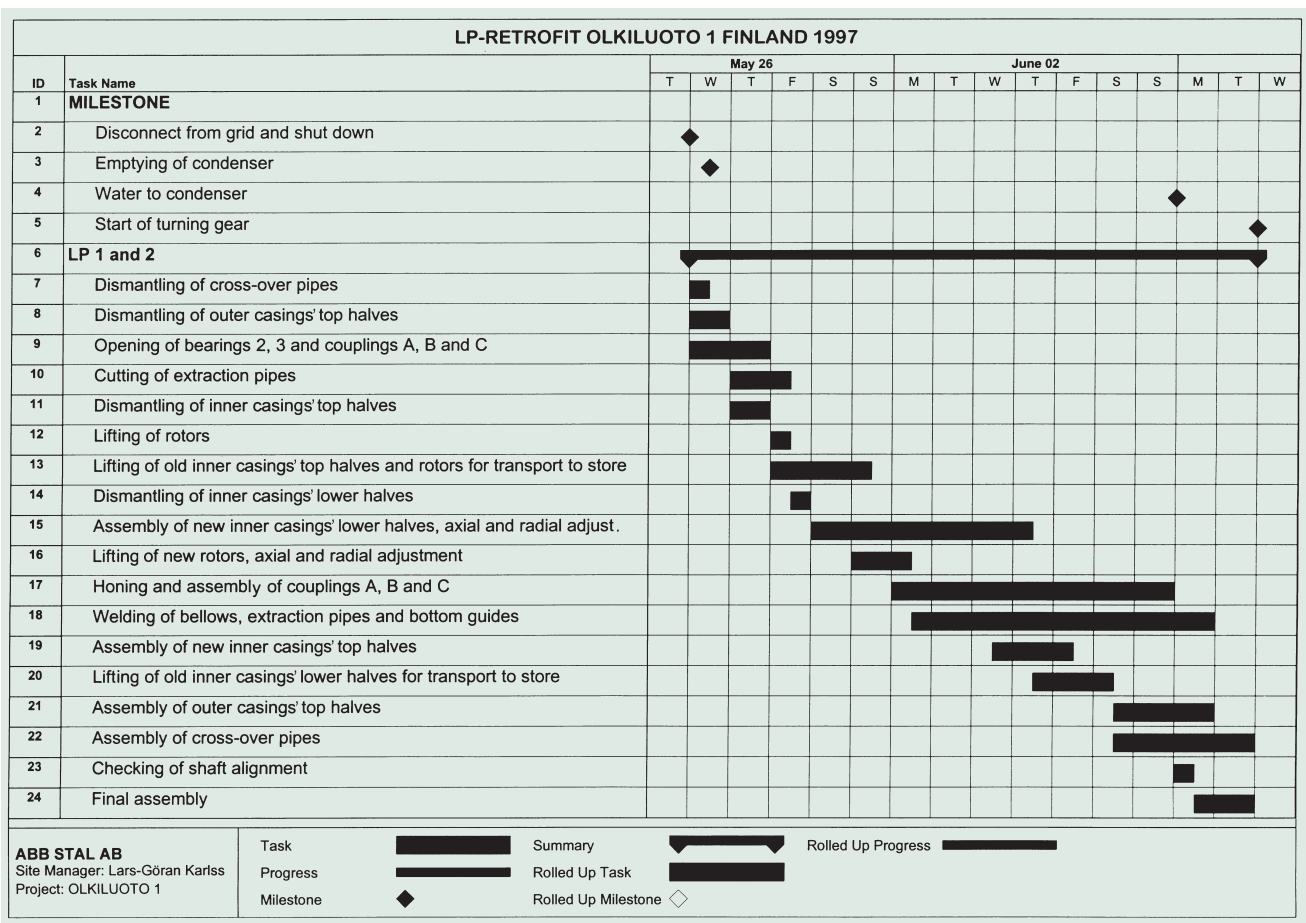 LP-RETROFIT OLKILUOTO 1 FINLAND 1997
May 26 June 02
ID Task Name T W T F S S M T W T F S S M T W
1 MILESTONE
2 Disconnect from grid and shut down
3 Emptying of condenser
4 Water to condenser
5 Start of turning gear
6 LP 1 and 2
7 Dismantling of cross-over pipes
8 Dismantling of outer casings' top halves
9 Opening of bearings 2, 3 and couplings A, B and C
10 Cutting of extraction pipes
11 Dismantling of inner casings' top halves
12 Lifting of rotors
13 Lifting of old inner casings' top halves and rotors for transport to store
14 Dismantling of inner casings' lower halves
15 Assembly of new inner casings' lower halves, axial and radial adjust.
16 Lifting of new rotors, axial and radial adjustment
17 Honing and assembly of couplings A, B and C
18 Welding of bellows, extraction pipes and bottom guides
19 Assembly of new inner casings' top halves
20 Lifting of old inner casings' lower halves for transport to store
21 Assembly of outer casings' top halves
22 Assembly of cross-over pipes
23 Checking of shaft alignment
24 Final assembly
ABB STAL AB
Site Manager: Lars-Göran Karlss
Project: OLKILUOTO 1
Task Summary Rolled Up Progress
Progress Rolled Up Task
Milestone Rolled Up Milestone